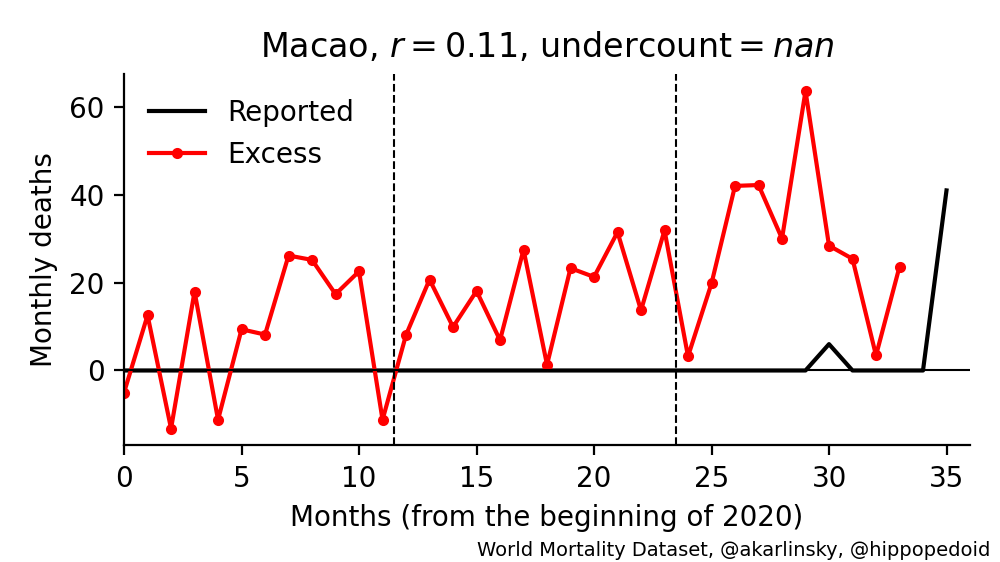 Macao, r = 0.11, undercount = nan
Reported
Excess
Monthly deaths
60
40
20
0
0 5 10 15 20 25 30 35
Months (from the beginning of 2020)
World Mortality Dataset, @akarlinsky, @hippopedoid